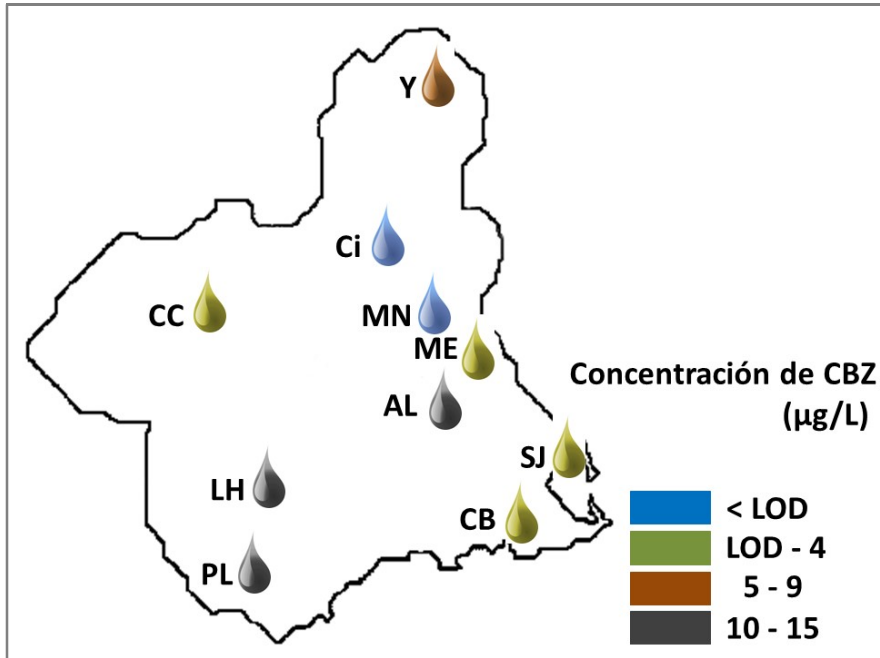 Y
Ci
CC
MN
ME
AL
SJ
LH
CB
PL
Concentración de CBZ
(µg/L)
< LOD
LOD - 4
5 - 9
10 - 15